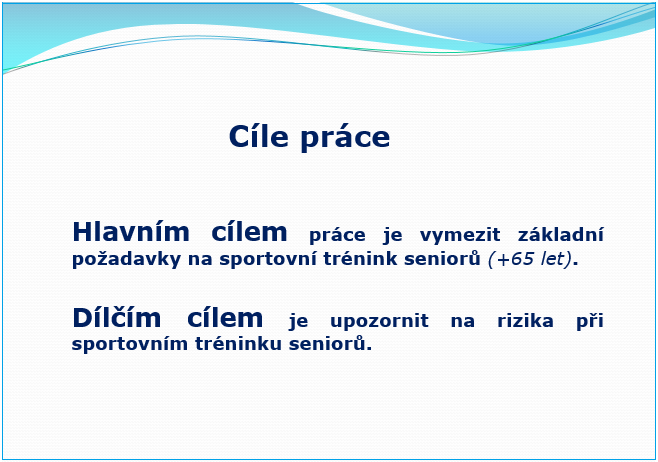 Cíle práce
Hlavním cílem práce je vymezit základní
požadavky na sportovní trénink seniorů (+65 let).
Dílčím cílem je upozornit na rizika při
sportovním tréninku seniorů.